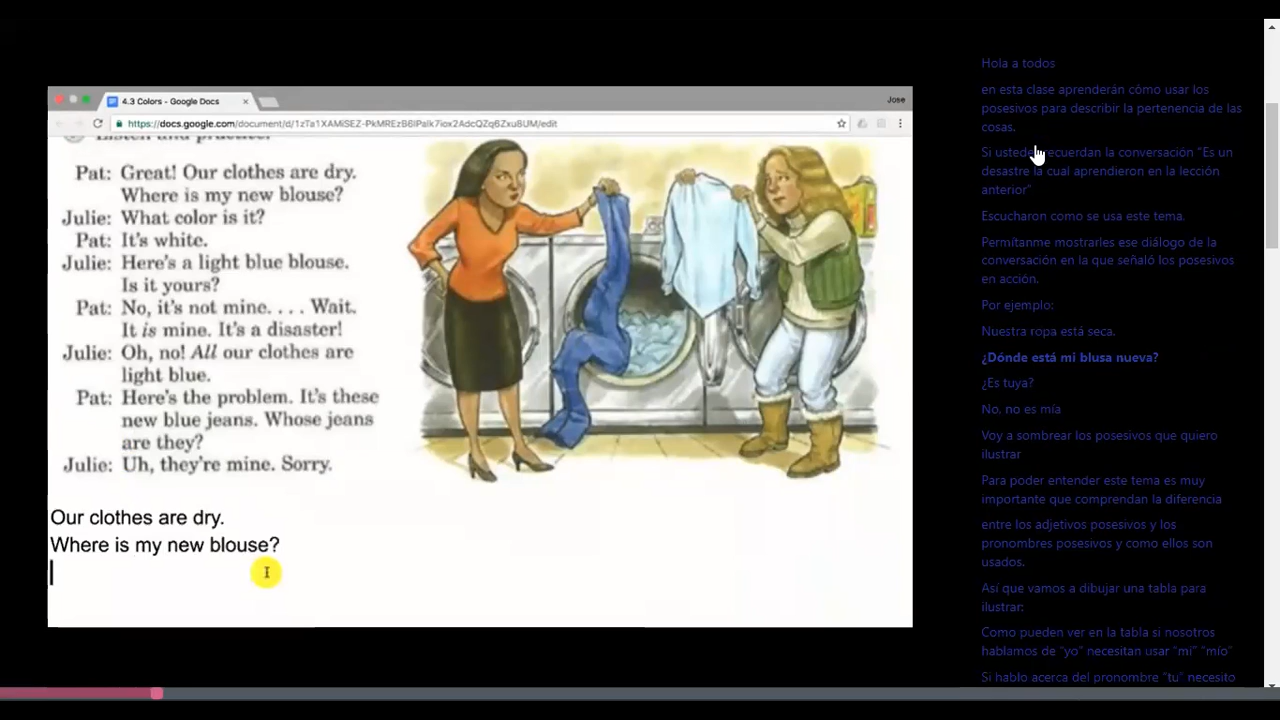 4.3 Colors - Google Docs
Jose
Listen and practice.
Pat: Great! Our clothes are dry.
Where is my new blouse?
Julie: What color is it?
Pat: It's white.
Julie: Here's a light blue blouse.
Is it yours?
Pat: No, it's not mine. . . . Wait.
It is mine. It's a disaster!
Julie: Oh, no! All our clothes are
light blue.
Pat: Here's the problem. It's these
new blue jeans. Whose jeans
are they?
Julie: Uh, they're mine. Sorry.
Our clothes are dry.
Where is my new blouse?
Hola a todos
en esta clase aprenderán cómo usar los
posesivos para describir la pertenencia de las
cosas.
Si ustedes recuerdan la conversación "Es un
desastre la cual aprendieron en la lección
anterior"
Escucharon como se usa este tema.
Permítanme mostrarles ese diálogo de la
conversación en la que señaló los posesivos
en acción.
Por ejemplo:
Nuestra ropa está seca.
¿Dónde está mi blusa nueva?
¿Es tuya?
No, no es mía
Voy a sombrear los posesivos que quiero
ilustrar
Para poder entender este tema es muy
importante que comprendan la diferencia
entre los adjetivos posesivos y los
pronombres posesivos y como ellos son
usados.
Así que vamos a dibujar una tabla para
ilustrar:
Como pueden ver en la tabla si nosotros
hablamos de "yo" necesitan usar "mi" "mío"
Si hablo acerca del pronombre "tu" necesito